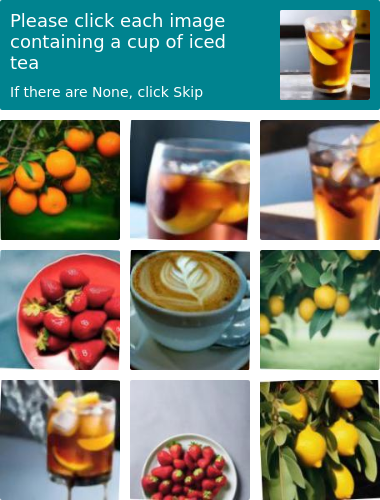 Please click each image
containing a cup of iced
tea
If there are None, click Skip